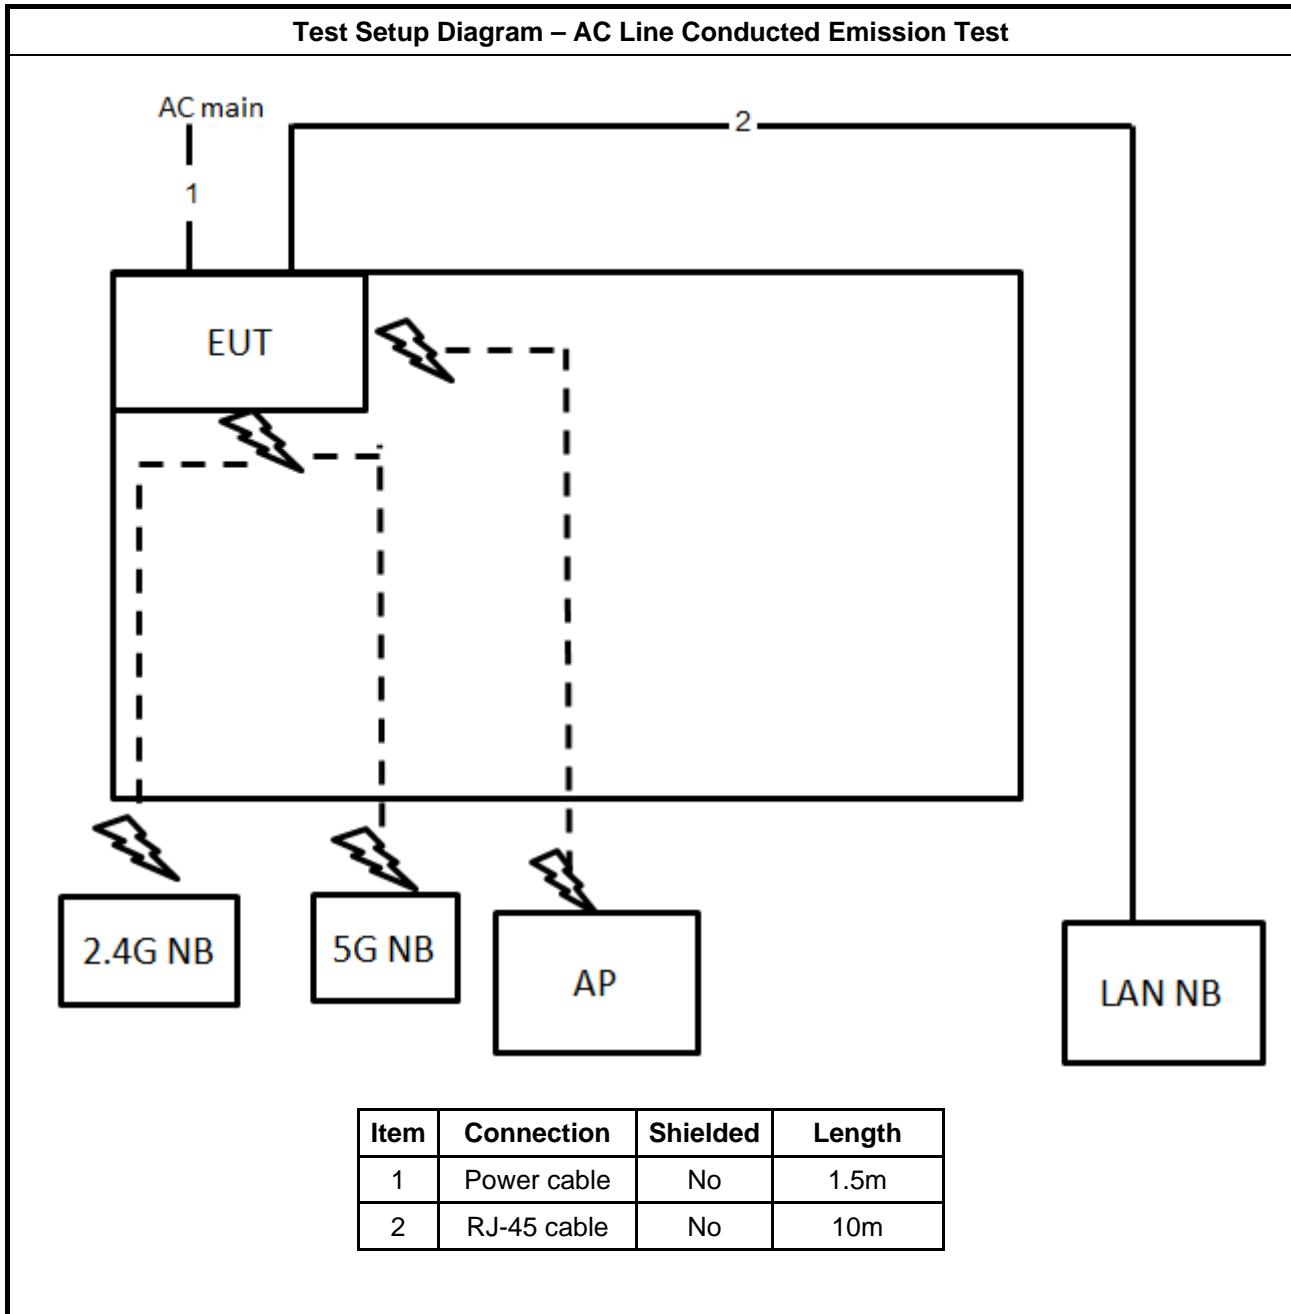 Test Setup Diagram – AC Line Conducted Emission Test
AC main
2
1
EUT
2.4G NB
5G NB
AP
LAN NB
Item Connection Shielded Length
1 Power cable No 1.5m
2 RJ-45 cable No 10m